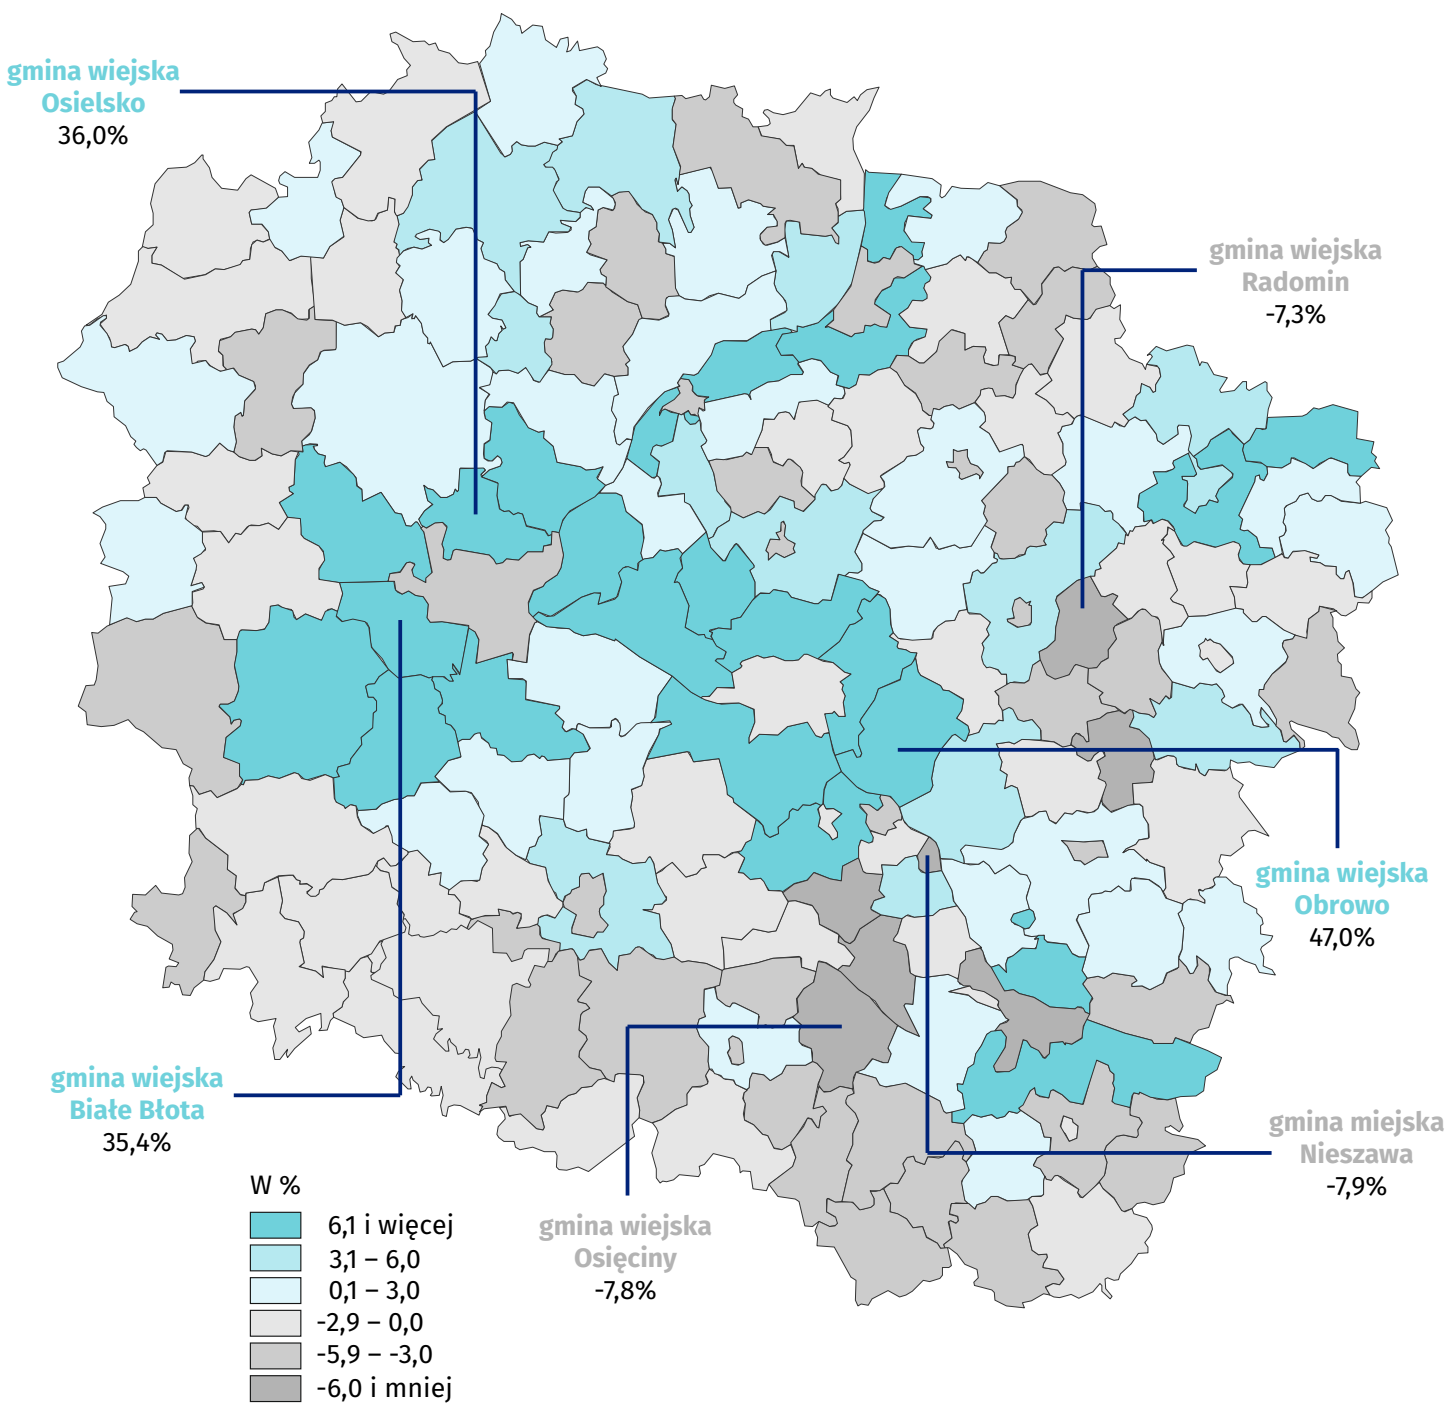 gmina wiejska
Osielsko
36,0%
gmina wiejska
Radomin
-7,3%
gmina wiejska
Obrowo
47,0%
gmina wiejska
Białe Błota
35,4%
gmina miejska
Nieszawa
-7,9%
gmina wiejska
Osięciny
-7,8%
W %
6,1 i więcej
3,1 – 6,0
0,1 – 3,0
-2,9 – 0,0
-5,9 – -3,0
-6,0 i mniej